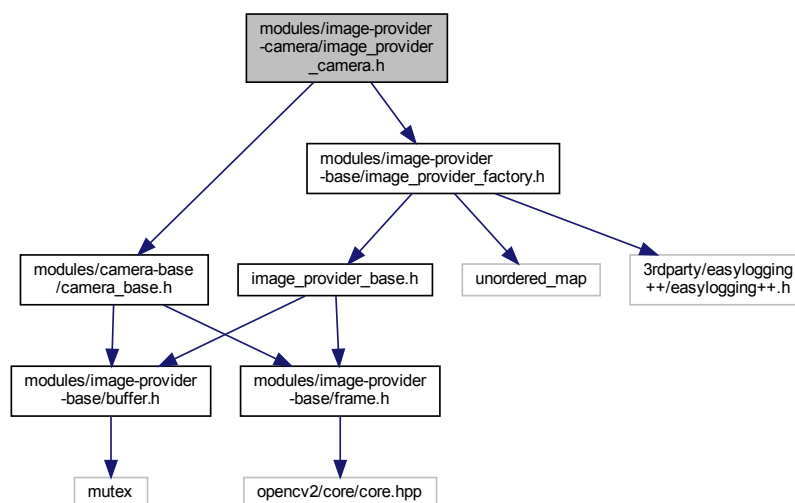 modules/image-provider
-camera/image_provider
_camera.h
modules/image-provider
-base/image_provider_factory.h
modules/camera-base
/camera_base.h
image_provider_base.h
unordered_map
3rdparty/easylogging
++/easylogging++.h
modules/image-provider
-base/buffer.h
modules/image-provider
-base/frame.h
mutex
opencv2/core/core.hpp